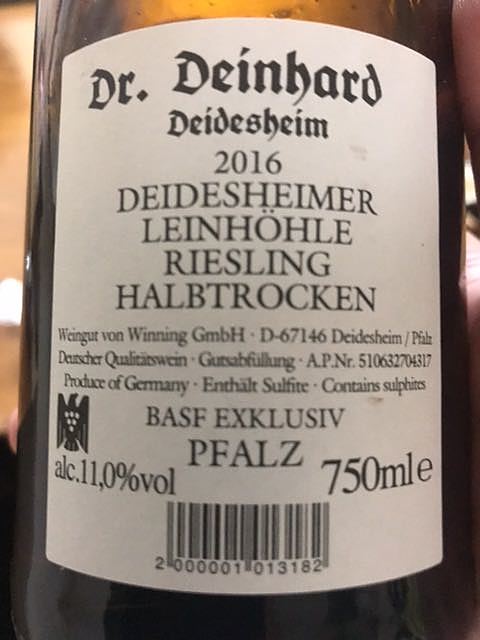 Dr. Deinhard
Deidesheim
2016
DEIDESHEIMER
LEINHÖHLE
RIESLING
HALBTROCKEN
Weingut von Winning GmbH · D-67146 Deidesheim / Pfalz
Deutscher Qualitätswein · Gutsabfüllung · A.P.Nr. 510632704317
Produce of Germany · Enthält Sulfite · Contains sulphites
BASF EXKLUSIV
PFALZ
alc.11,0%vol 750ml e
2 000001 013182